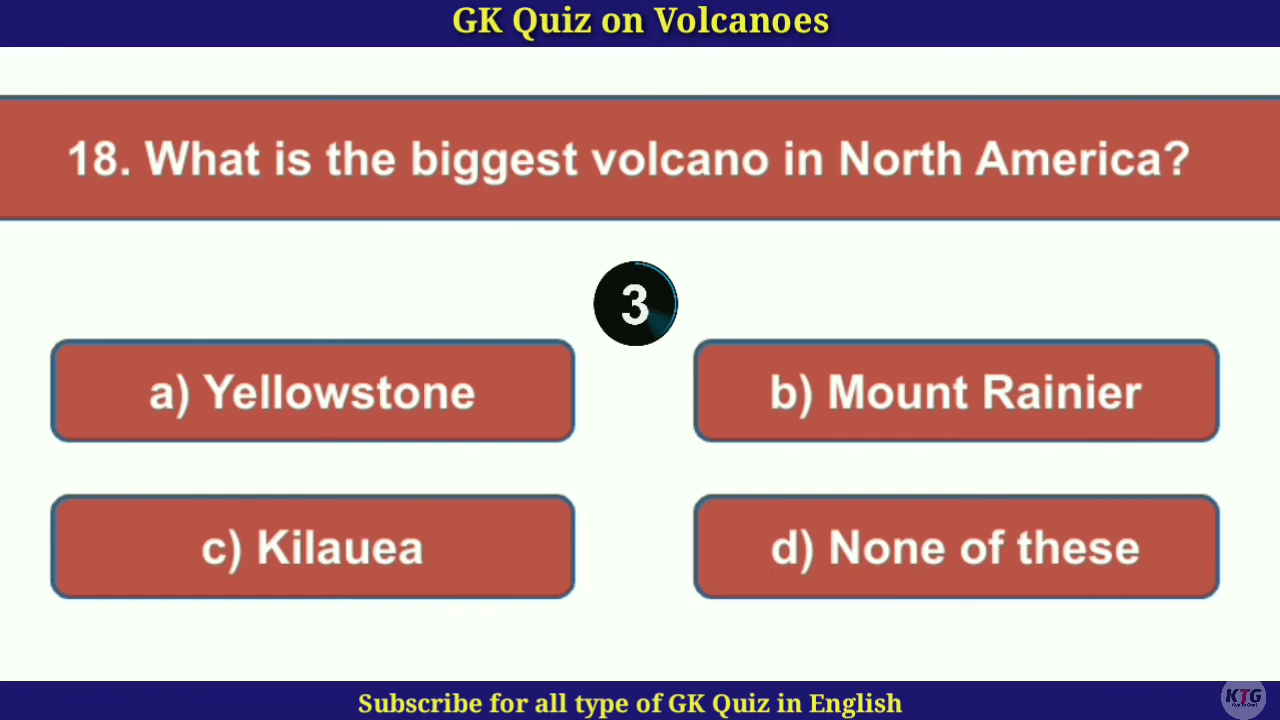 GK Quiz on Volcanoes
18. What is the biggest volcano in North America?
3
a) Yellowstone
b) Mount Rainier
c) Kilauea
d) None of these
Subscribe for all type of GK Quiz in English
KTG